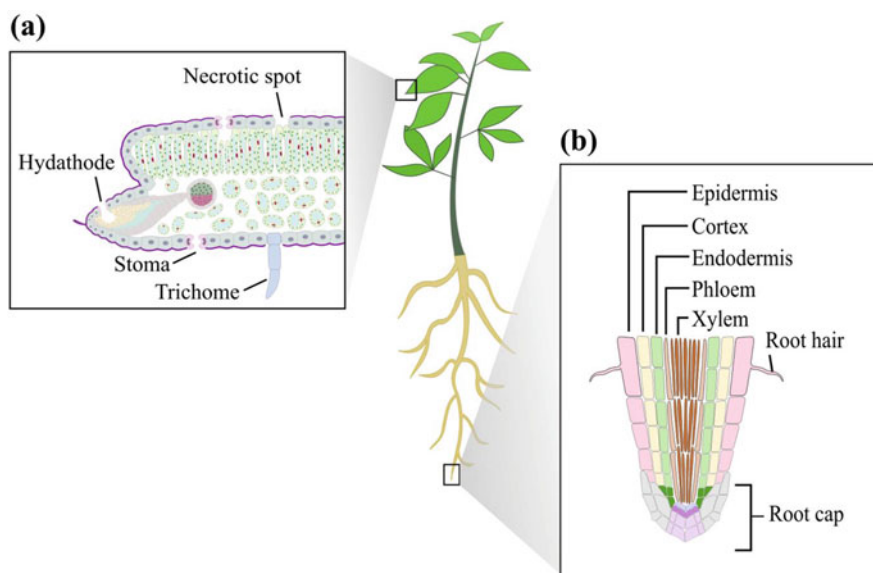 (a)
Necrotic spot
Hydathode
Stoma
Trichome
(b)
Epidermis
Cortex
Endodermis
Phloem
Xylem
Root hair
Root cap